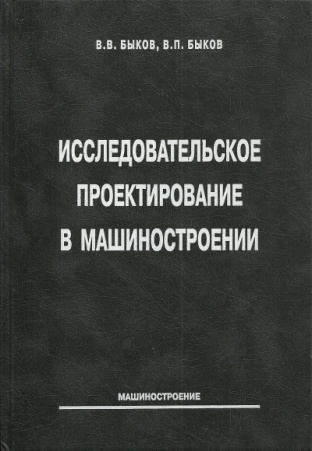 В.В. БЫКОВ, В.П. БЫКОВ
ИССЛЕДОВАТЕЛЬСКОЕ
ПРОЕКТИРОВАНИЕ
В МАШИНОСТРОЕНИИ
МАШИНОСТРОЕНИЕ